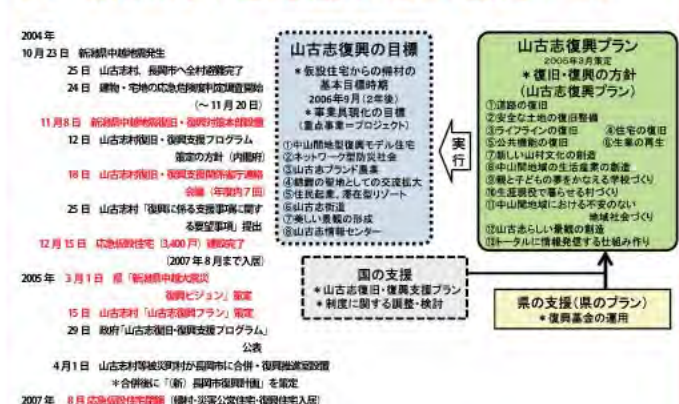 2004年
10月23日 新潟県中越地震発生
25日 山古志村、長岡市へ全村避難完了
24日 建物・宅地の応急危険度判定調査開始
(～11月20日)
11月8日 新潟県中越地震復旧・復興対策本部設置
12日 山古志村復旧・復興支援プログラム
策定の方針(内閣府)
18日 山古志村復旧・復興支援関係省庁連絡
会議(年度内7回)
25日 山古志村「復興に係る支援事項に関す
る要望事項」提出
12月15日 応急仮設住宅(3,400戸)建設完了
(2007年8月まで入居)
2005年 3月1日 県「新潟県中越大震災
復興ビジョン」策定
15日 山古志村「山古志復興プラン」策定
29日 政府「山古志復旧・復興支援プログラム」
公表
4月1日 山古志村等被災町村が長岡市に合併・復興推進室設置
*合併後に「(新)長岡市復興計画」を策定
2007年 8月応急仮設住宅閉鎖(帰村・災害公営住宅・復興住宅入居)
山古志復興の目標
*仮設住宅からの帰村の
基本目標時期
2006年9月(2年後)
*事業具現化の目標
(重点事業=プロジェクト)
①中山間地型復興モデル住宅
②ネットワーク型防災社会
③山古志ブランド農業
④錦鯉の聖地としての交流拡大
⑤住民起業、滞在型リゾート
⑥山古志街道
⑦美しい景観の形成
⑧山古志情報センター
実行
山古志復興プラン
2005年3月策定
*復旧・復興の方針
(山古志復興プラン)
①道路の復旧
②安全な土地の復旧整備
③ライフラインの復旧 ④住宅の復旧
⑤公共機能の復旧 ⑥生業の再生
⑦新しい山村文化の創造
⑧中山間地域の生活産業の創造
⑨親と子どもの夢をかなえる学校づくり
⑩生涯現役で暮らせる村づくり
⑪中山間地域における不安のない
地域社会づくり
⑫山古志らしい景観の創造
⑬トータルに情報発信する仕組み作り
国の支援
*山古志復旧・復興支援プラン
*制度に関する調整・検討
県の支援(県のプラン)
*復興基金の運用